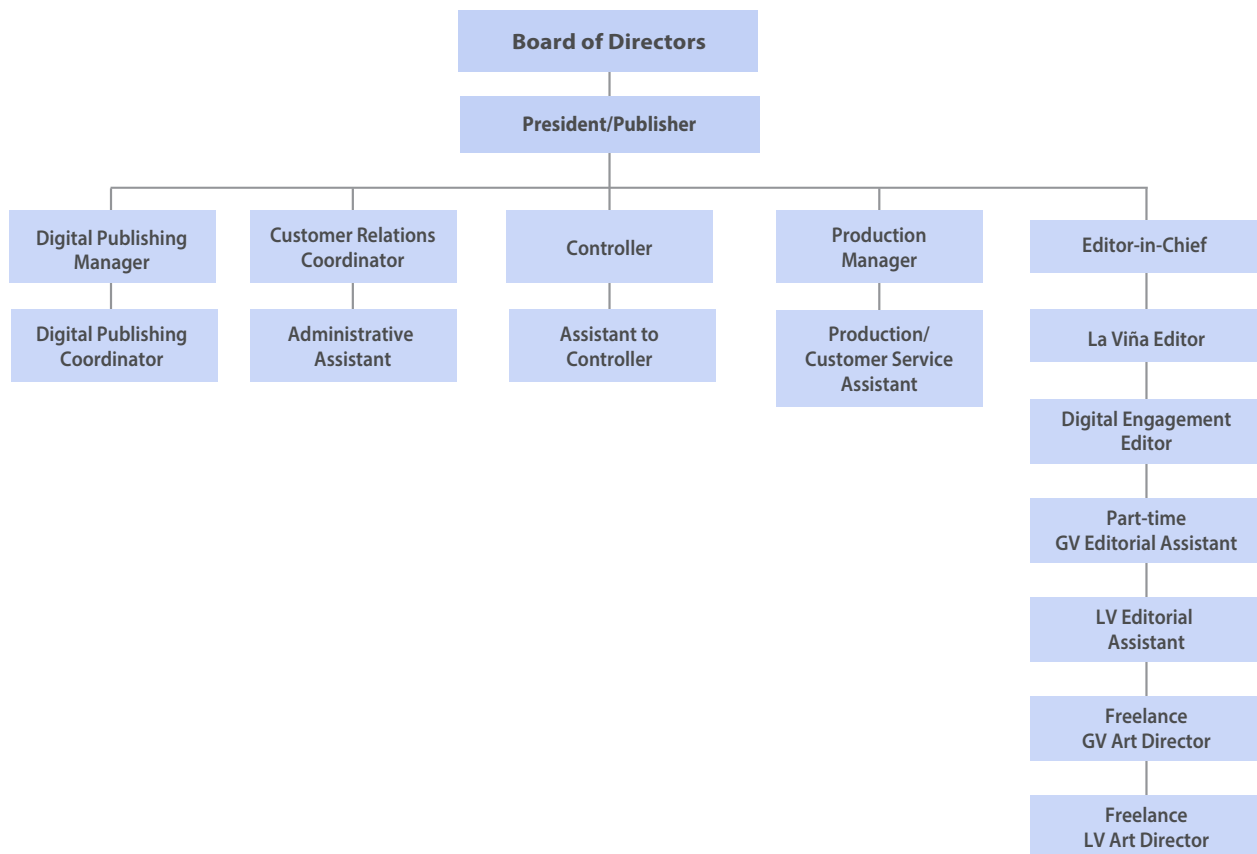 Board of Directors
President/Publisher
Digital Publishing
Manager
Customer Relations
Coordinator
Controller
Production
Manager
Editor-in-Chief
Digital Publishing
Coordinator
Administrative
Assistant
Assistant to
Controller
Production/
Customer Service
Assistant
La Viña Editor
Digital Engagement
Editor
Part-time
GV Editorial Assistant
LV Editorial
Assistant
Freelance
GV Art Director
Freelance
LV Art Director